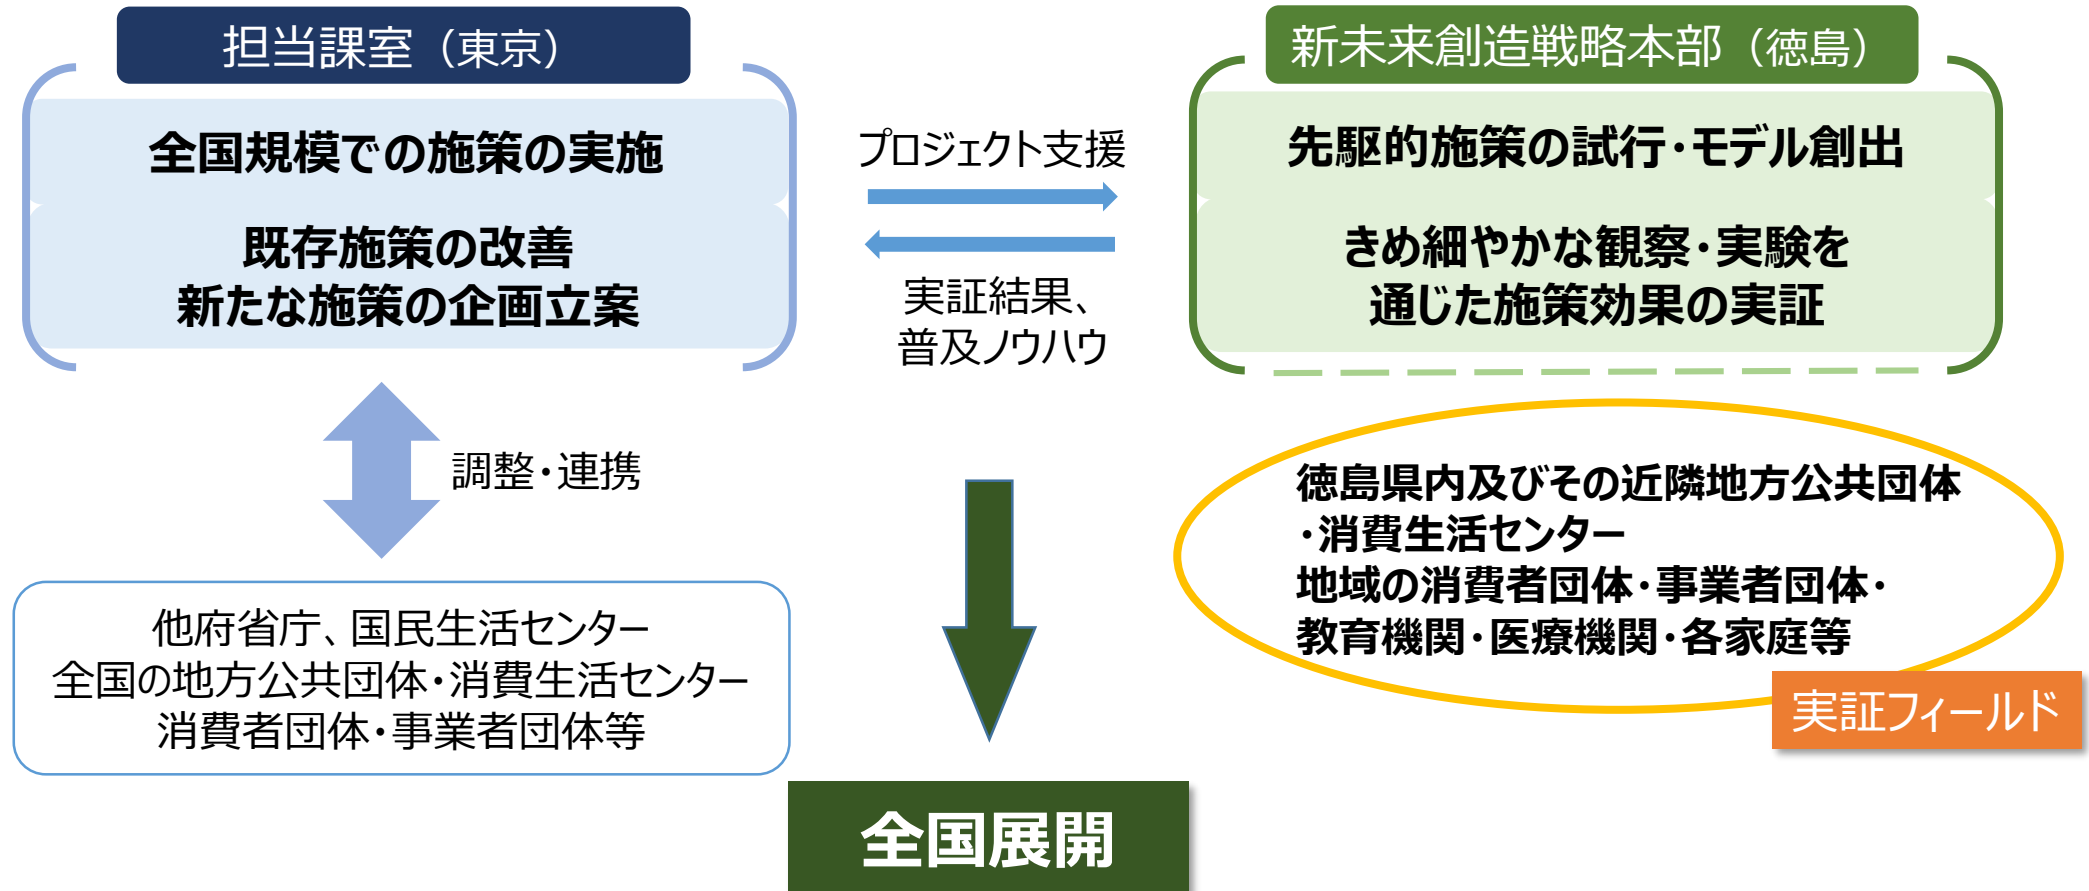 担当課室（東京）
全国規模での施策の実施
既存施策の改善
新たな施策の企画立案
プロジェクト支援
実証結果、
普及ノウハウ
新未来創造戦略本部（徳島）
先駆的施策の試行・モデル創出
きめ細やかな観察・実験を
通じた施策効果の実証
調整・連携
他府省庁、国民生活センター
全国の地方公共団体・消費生活センター
消費者団体・事業者団体等
徳島県内及びその近隣地方公共団体
・消費生活センター
地域の消費者団体・事業者団体・
教育機関・医療機関・各家庭等
実証フィールド
全国展開